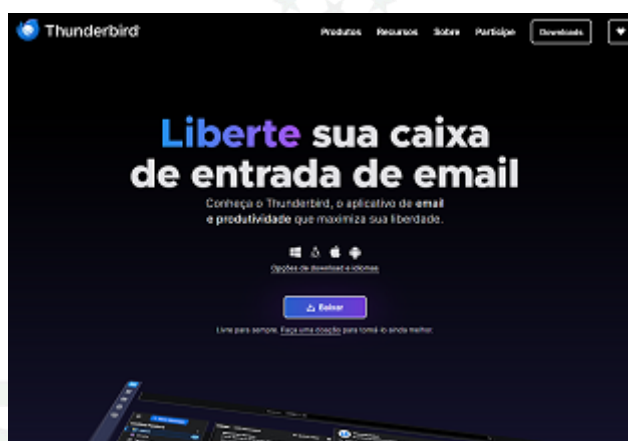 Thunderbird
Produtos Recursos Sobre Participe Downloads
Liberte sua caixa
de entrada de email
Conheça o Thunderbird, o aplicativo de email
e produtividade que maximiza sua liberdade.
Opções de download e idiomas
Baixar
Livre para sempre. Faça uma doação para torná-lo ainda melhor.